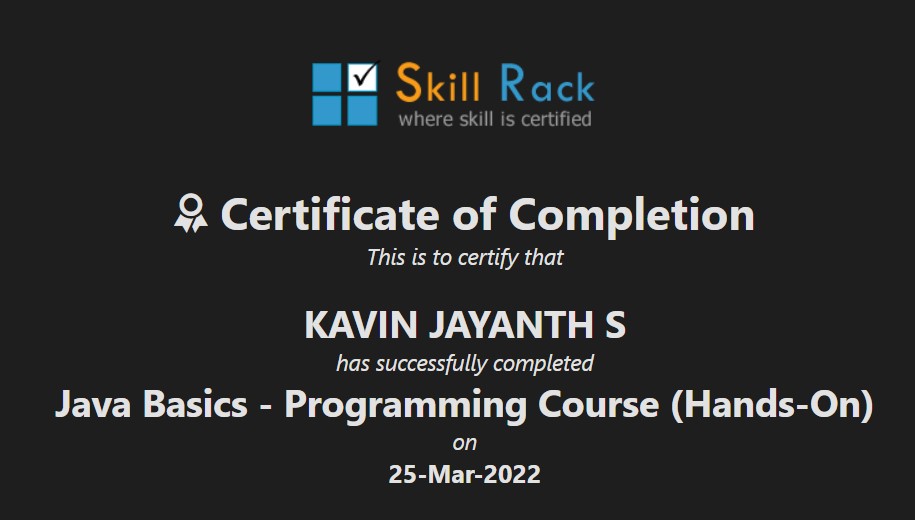 Skill Rack
where skill is certified
Certificate of Completion
This is to certify that
KAVIN JAYANTH S
has successfully completed
Java Basics - Programming Course (Hands-On)
on
25-Mar-2022